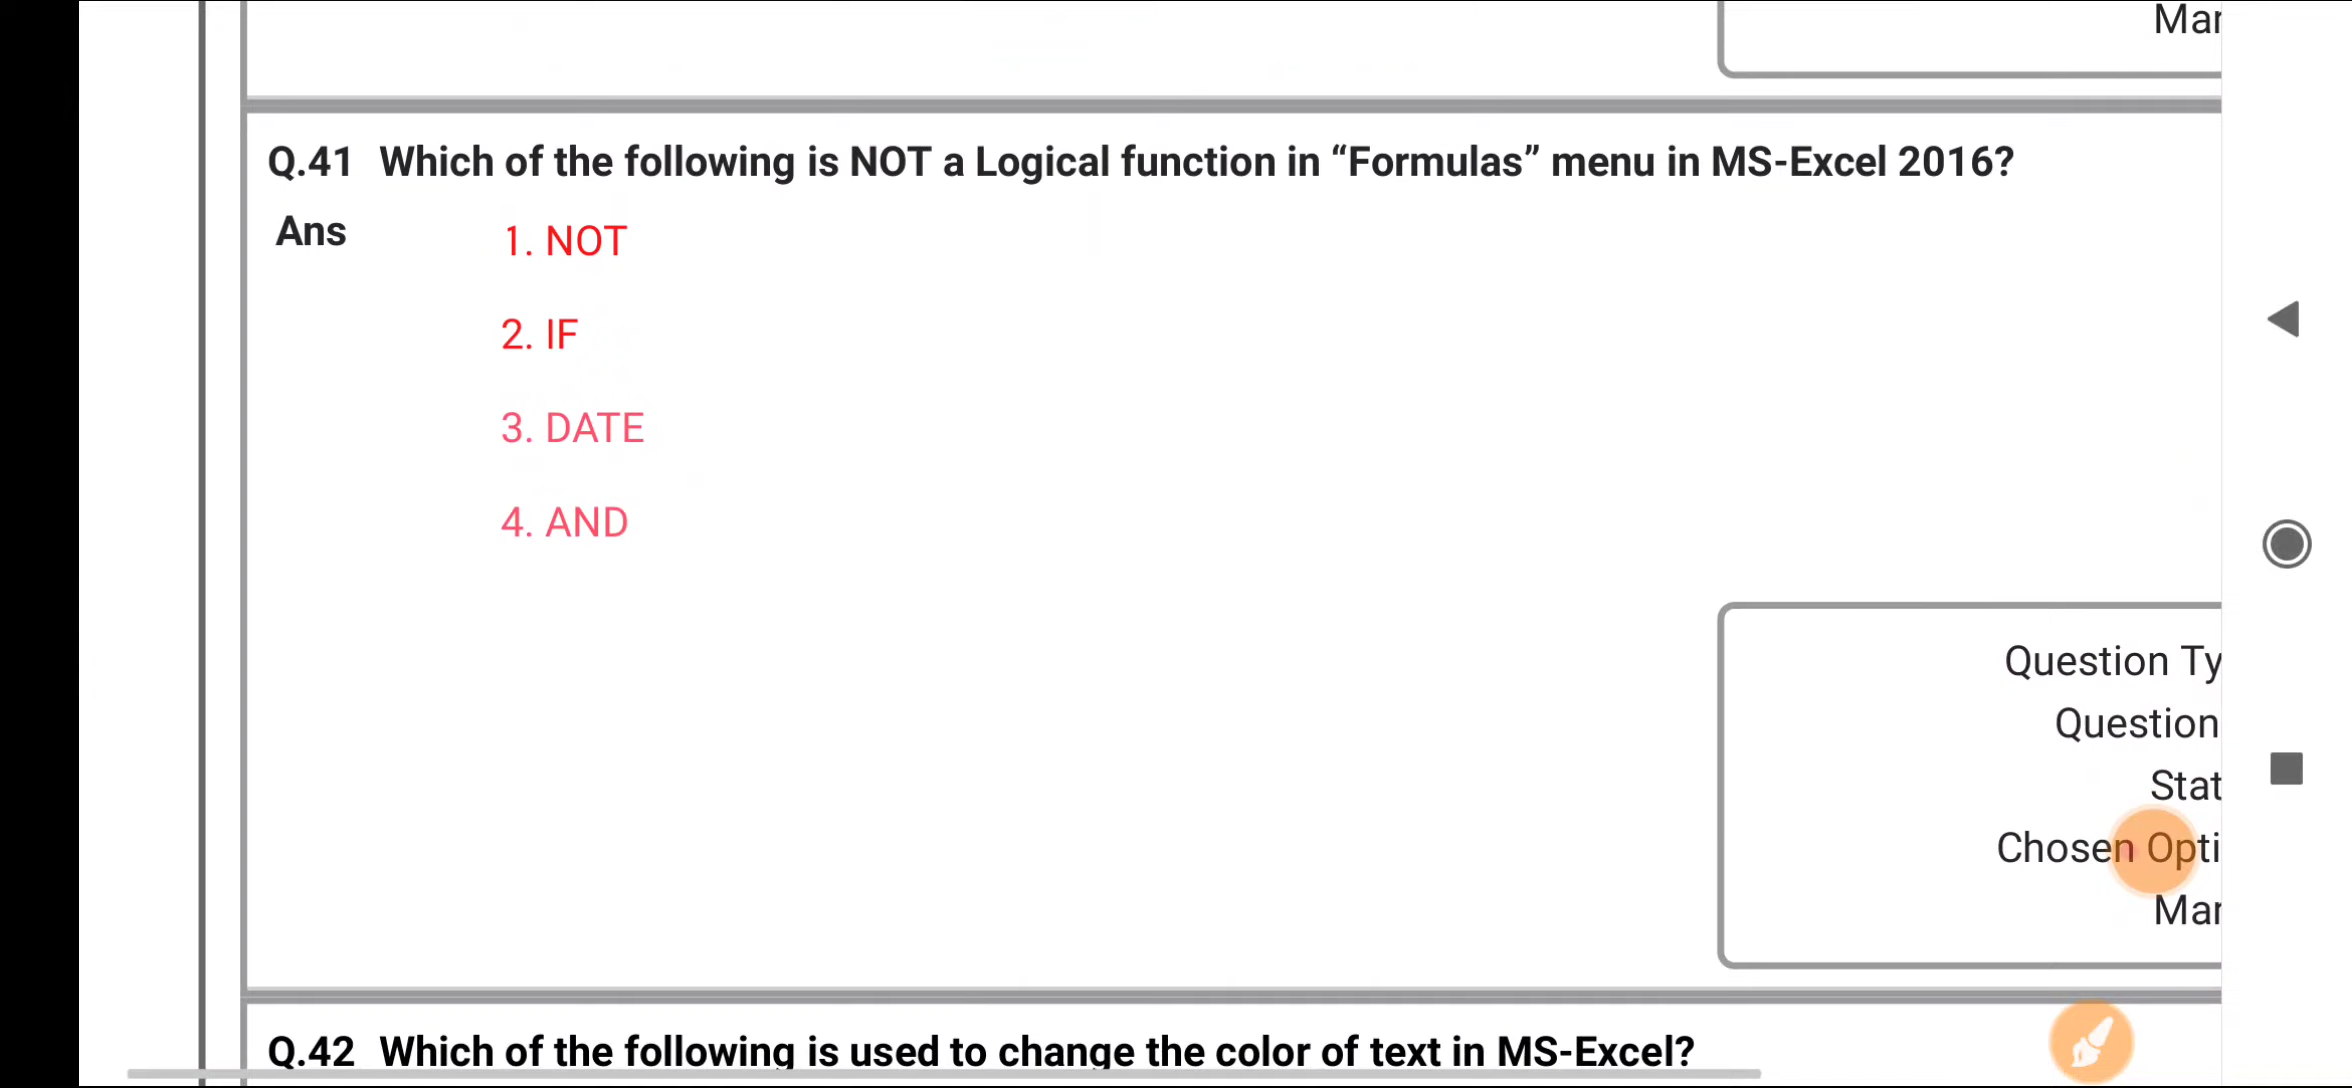 Mar
Q.41 Which of the following is NOT a Logical function in “Formulas” menu in MS-Excel 2016?
Ans
1. NOT
2. IF
3. DATE
4. AND
Question Ty
Question
Stat
Chosen Opti
Mar
Q.42 Which of the following is used to change the color of text in MS-Excel?